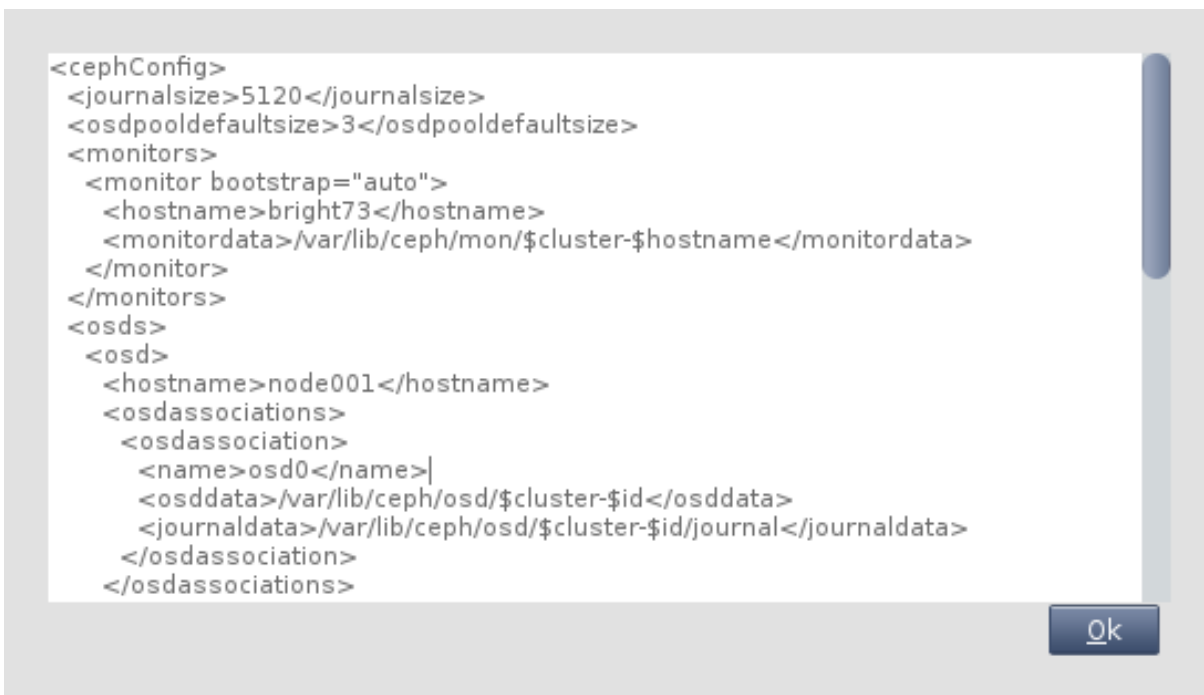 <cephConfig>
<journalsize>5120</journalsize>
<osdpooldefaultsize>3</osdpooldefaultsize>
<monitors>
<monitor bootstrap="auto">
<hostname>bright73</hostname>
<monitordata>/var/lib/ceph/mon/$cluster-$hostname</monitordata>
</monitor>
</monitors>
<osds>
<osd>
<hostname>node001</hostname>
<osdassociations>
<osdassociation>
<name>osd0</name>
<osddata>/var/lib/ceph/osd/$cluster-$id</osddata>
<journaldata>/var/lib/ceph/osd/$cluster-$id/journal</journaldata>
</osdassociation>
</osdassociations>
Ok